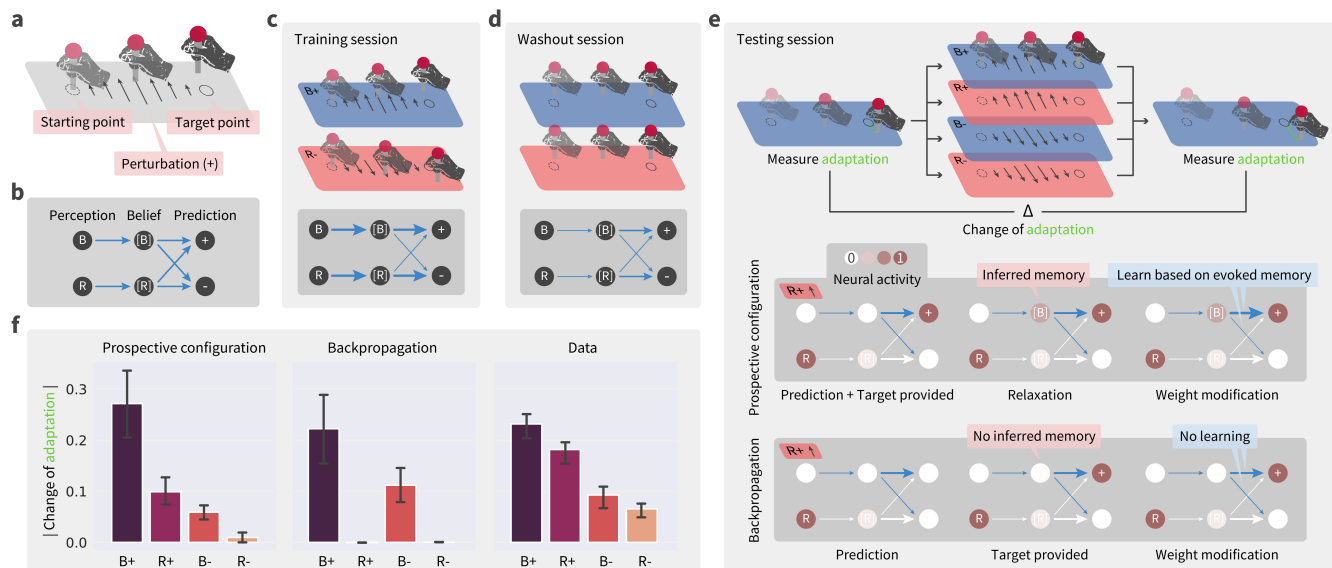 a
Starting point
Target point
Perturbation (+)
b
Perception
Belief
Prediction
B
[B]
+
R
[R]
-
c
Training session
B+
R-
B
[B]
+
R
[R]
-
d
Washout session
B
[B]
+
R
[R]
-
e
Testing session
B+
R+
B-
R-
Measure adaptation
Measure adaptation
Δ
Change of adaptation
0
1
Neural activity
Prospective configuration
R+
+
R
[R]
Prediction + Target provided
Inferred memory
[B]
+
R
[R]
Relaxation
Learn based on evoked memory
[B]
+
R
[R]
Weight modification
Backpropagation
R+
R
[R]
Prediction
No inferred memory
+
R
[R]
Target provided
No learning
+
R
[R]
Weight modification
f
| Change of adaptation |
0.3
0.2
0.1
0.0
Prospective configuration
B+
R+
B-
R-
Backpropagation
B+
R+
B-
R-
Data
B+
R+
B-
R-